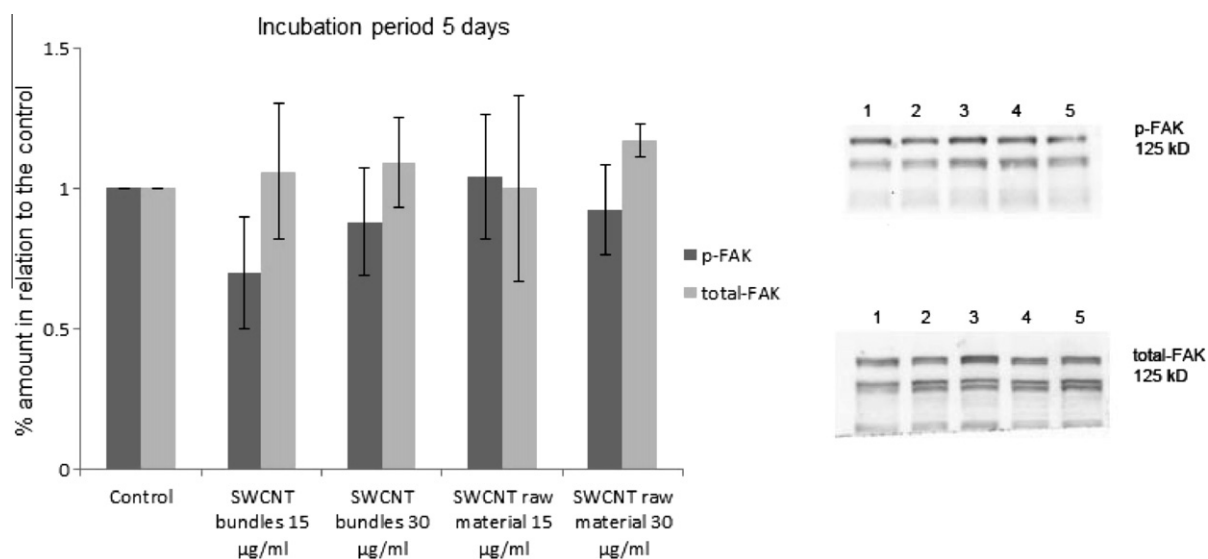 Incubation period 5 days
% amount in relation to the control
1.5
1
0.5
0
Control
SWCNT
bundles 15
µg/ml
SWCNT
bundles 30
µg/ml
SWCNT raw
material 15
µg/ml
SWCNT raw
material 30
µg/ml
p-FAK
total-FAK
1 2 3 4 5
p-FAK
125 kD
1 2 3 4 5
total-FAK
125 kD